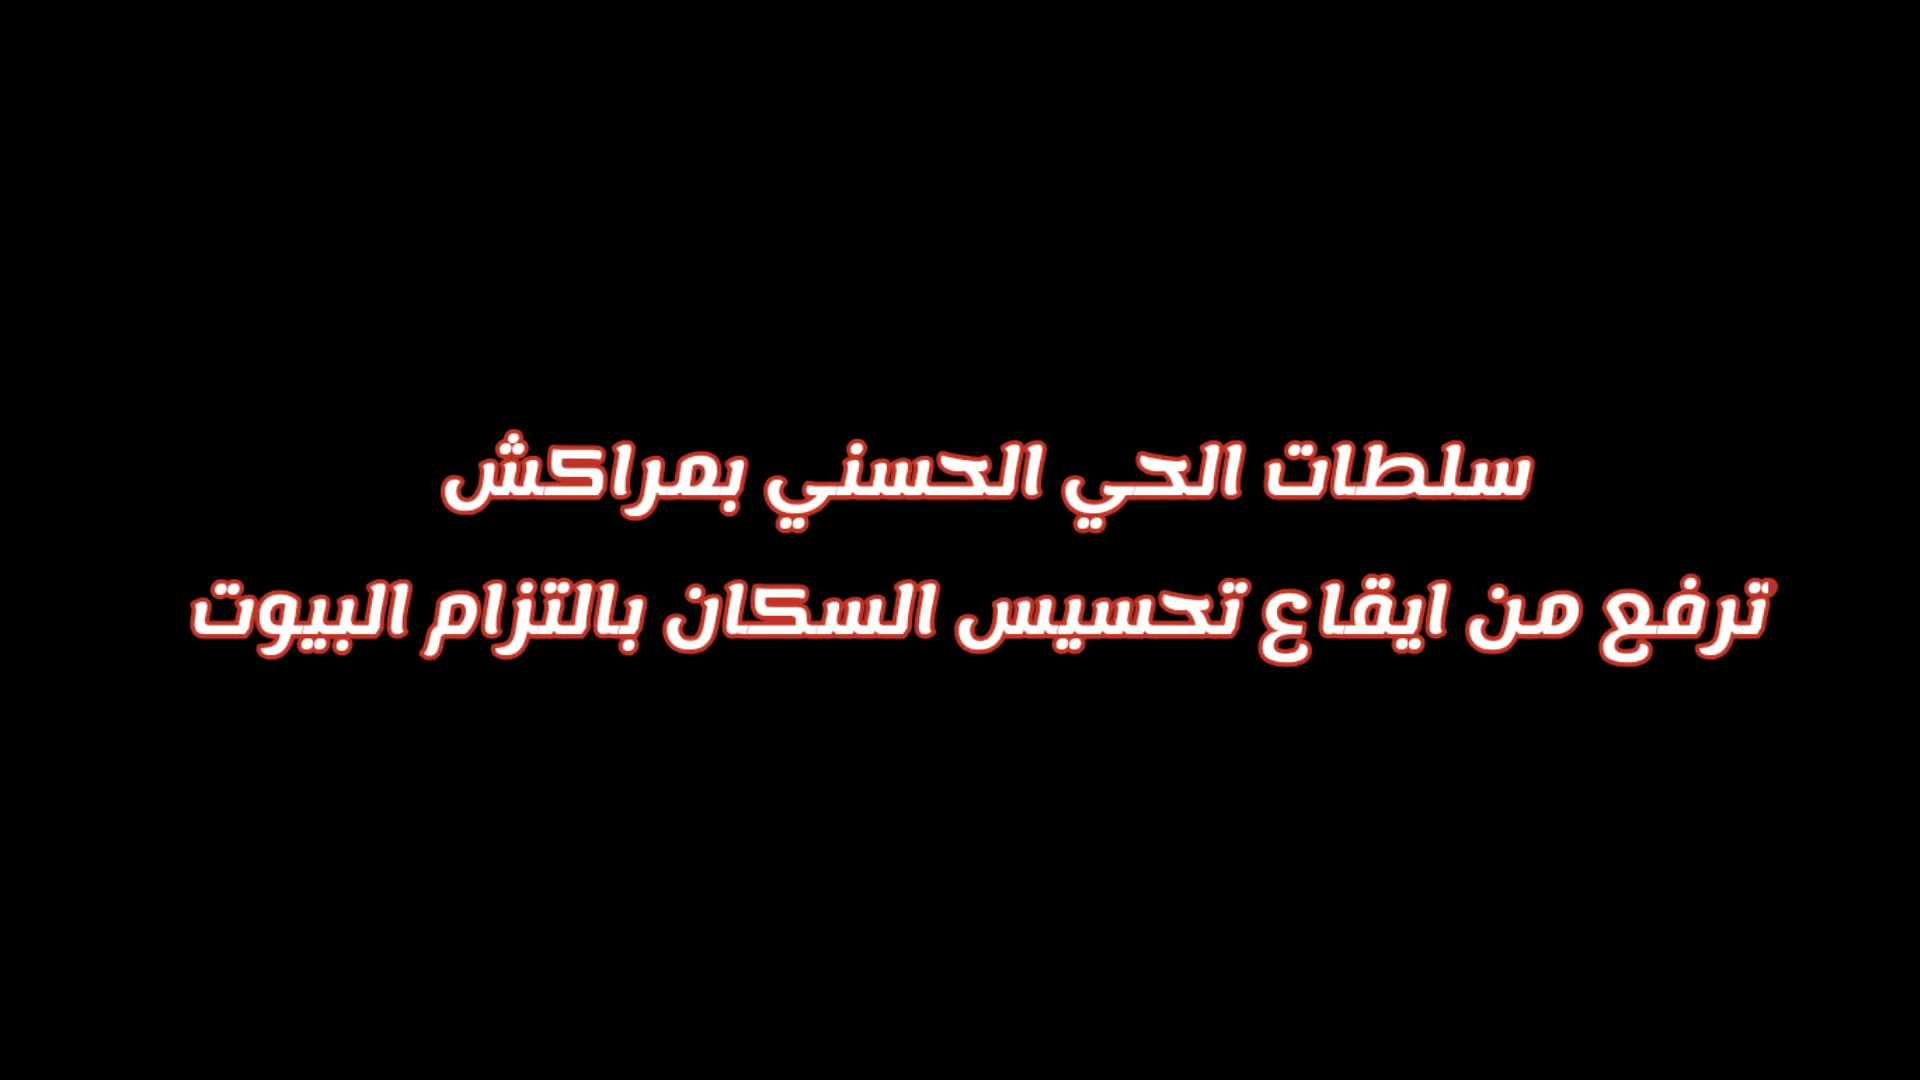 سلطات الحي الحسني بمراكش
ترفع من ايقاع تحسيس السكان بالتزام البيوت